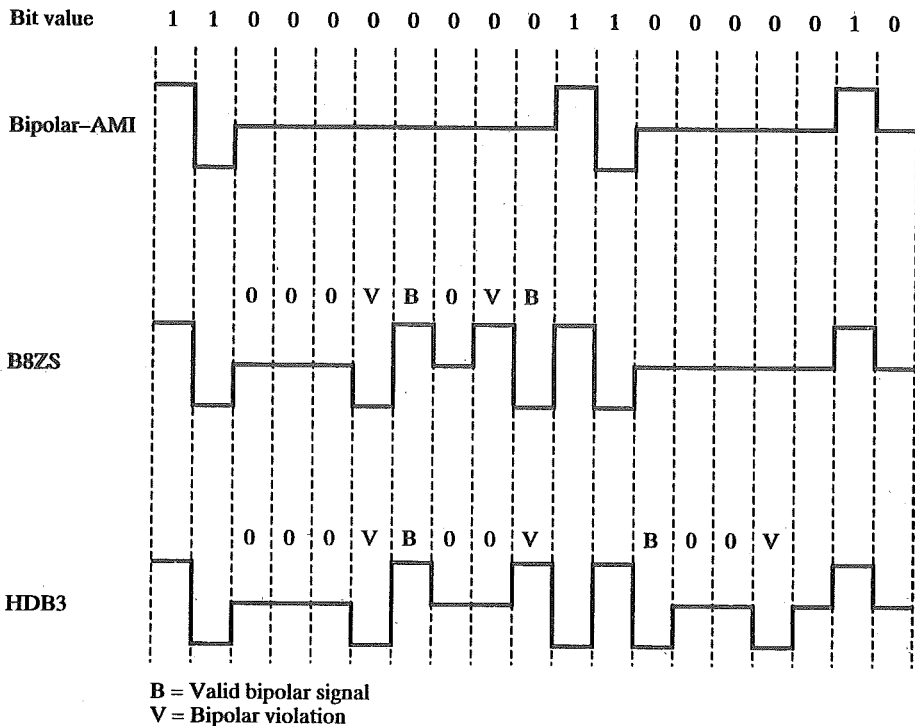 Bit value 1 1 0 0 0 0 0 0 0 0 1 1 0 0 0 0 0 1 0
Bipolar–AMI
0 0 0 V B 0 V B
B8ZS
0 0 0 V B 0 0 V B 0 0 V
HDB3
B = Valid bipolar signal
V = Bipolar violation